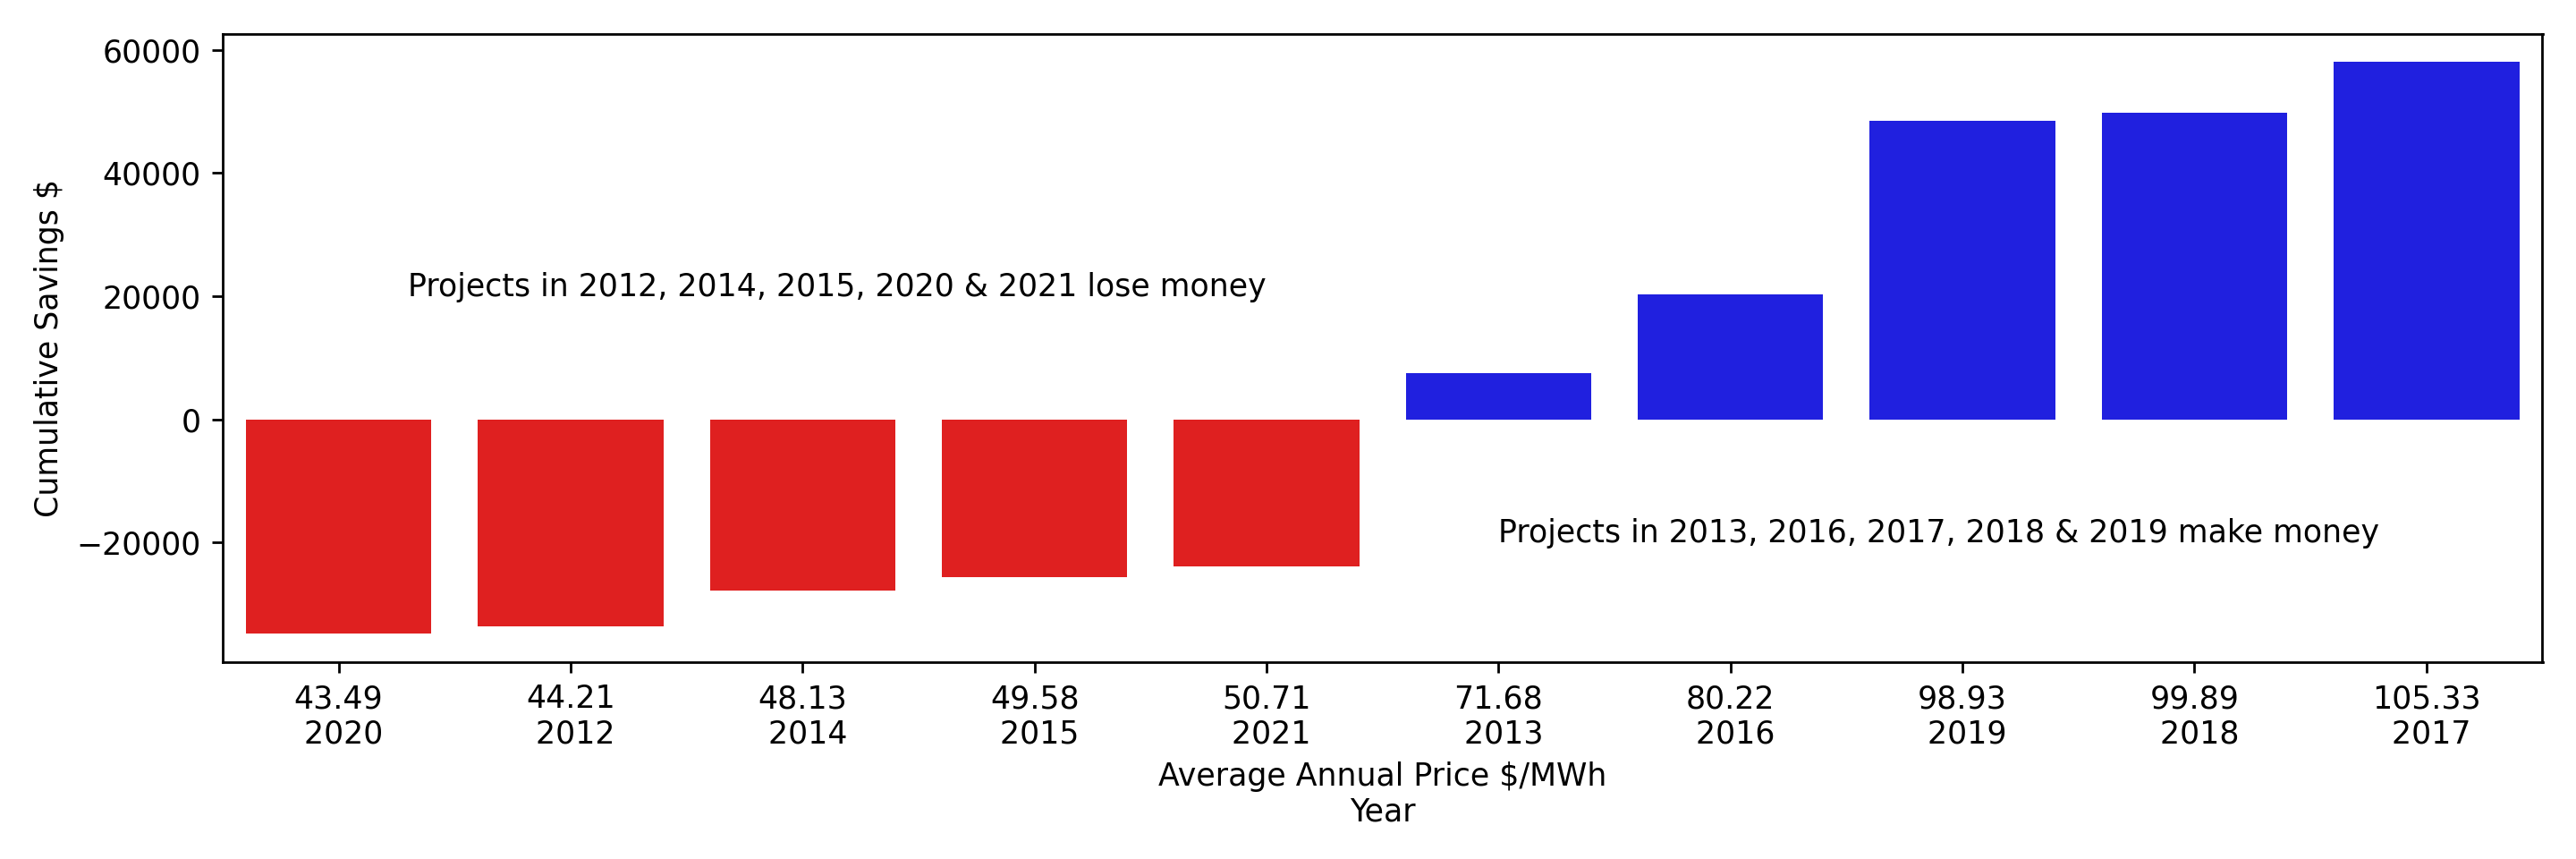 Cumulative Savings $
60000
40000
20000
0
−20000
Projects in 2012, 2014, 2015, 2020 & 2021 lose money
Projects in 2013, 2016, 2017, 2018 & 2019 make money
43.49 44.21 48.13 49.58 50.71 71.68 80.22 98.93 99.89 105.33
2020 2012 2014 2015 2021 2013 2016 2019 2018 2017
Average Annual Price $/MWh
Year